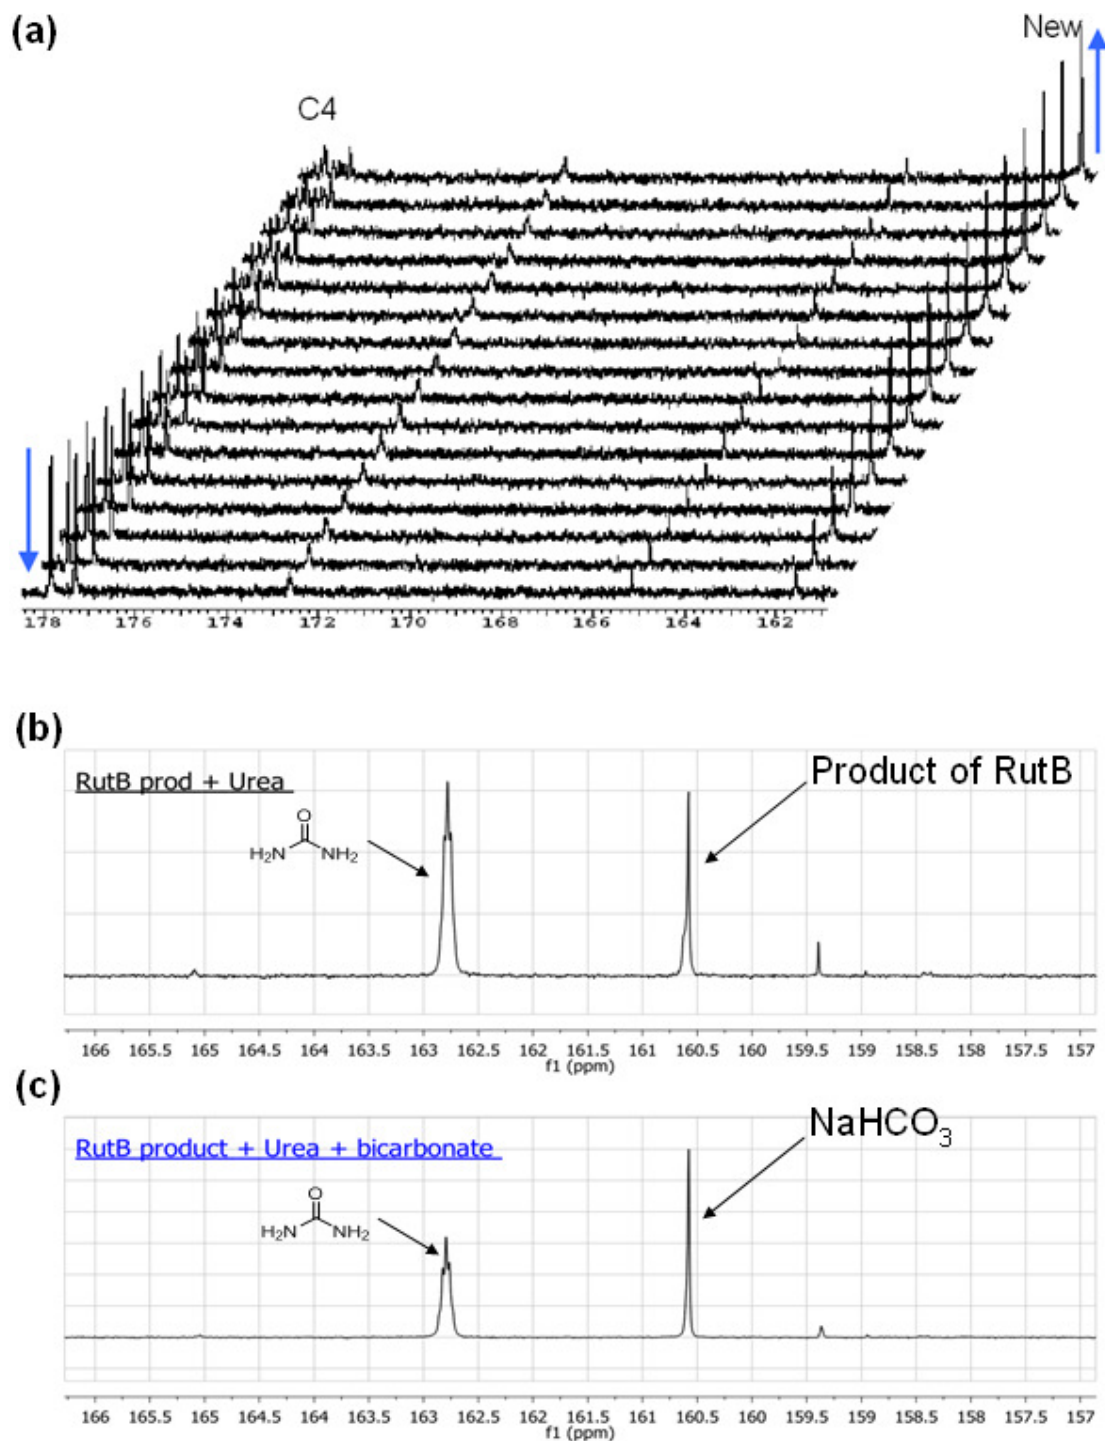 (a)
New
C4
178 176 174 172 170 168 166 164 162
(b)
RutB prod + Urea
Product of RutB
O
H₂N NH₂
166 165.5 165 164.5 164 163.5 163 162.5 162 161.5 161 160.5 160 159.5 159 158.5 158 157.5 157
f1 (ppm)
(c)
RutB product + Urea + bicarbonate
NaHCO₃
O
H₂N NH₂
166 165.5 165 164.5 164 163.5 163 162.5 162 161.5 161 160.5 160 159.5 159 158.5 158 157.5 157
f1 (ppm)